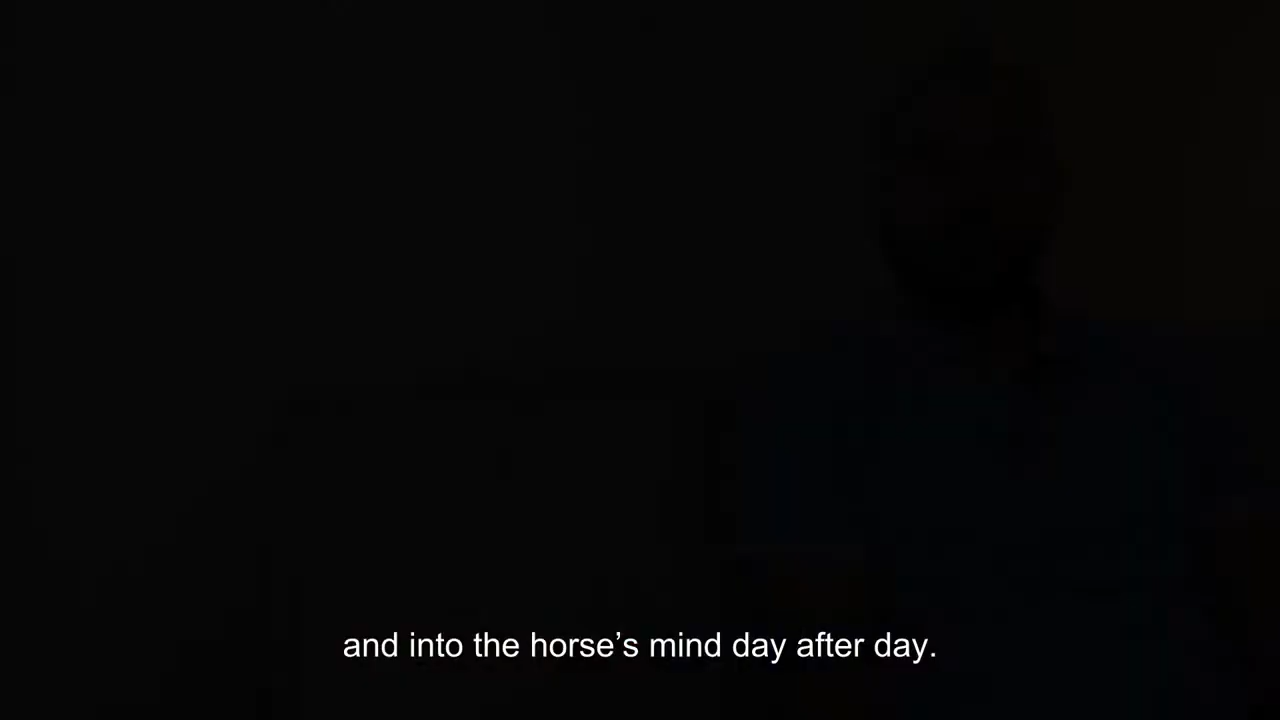 and into the horse’s mind day after day.